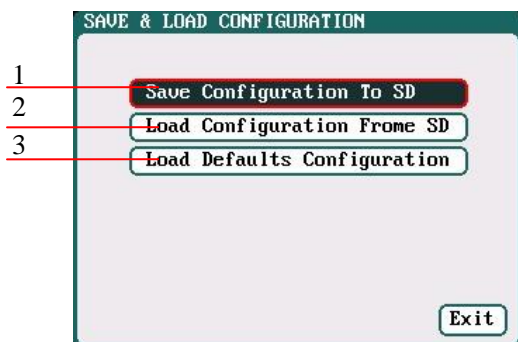 SAVE & LOAD CONFIGURATION
1
Save Configuration To SD
2
Load Configuration Frome SD
3
Load Defaults Configuration
Exit